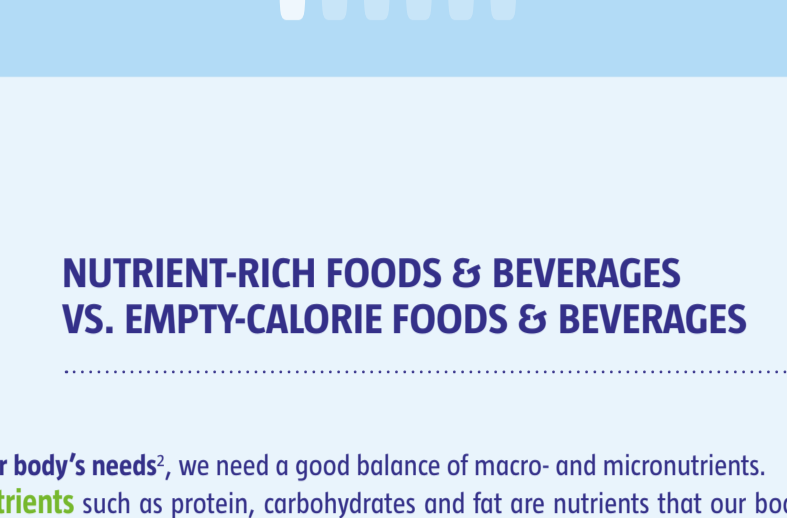 NUTRIENT-RICH FOODS & BEVERAGES
VS. EMPTY-CALORIE FOODS & BEVERAGES
body's needs², we need a good balance of macro- and micronutrients.
such as protein, carbohydrates and fat are nutrients that our